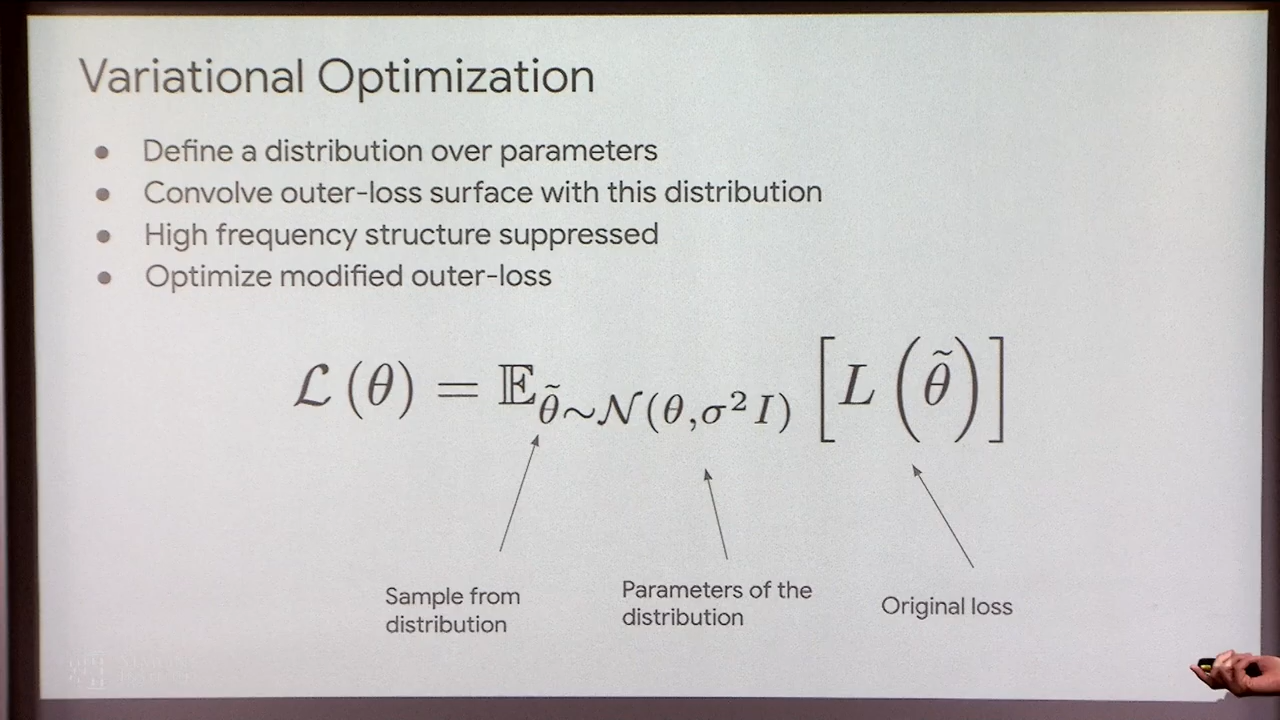 Variational Optimization
● Define a distribution over parameters
● Convolve outer-loss surface with this distribution
● High frequency structure suppressed
● Optimize modified outer-loss
ℒ(θ) = 𝔼_{θ̃∼𝒩(θ,σ²I)} [L(θ̃)]
Sample from
distribution
Parameters of the
distribution
Original loss